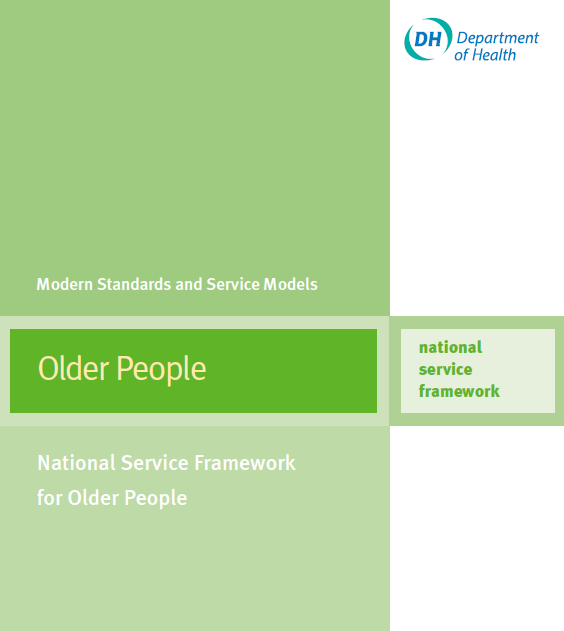 DH Department
of Health
Modern Standards and Service Models
Older People
national
service
framework
National Service Framework
for Older People